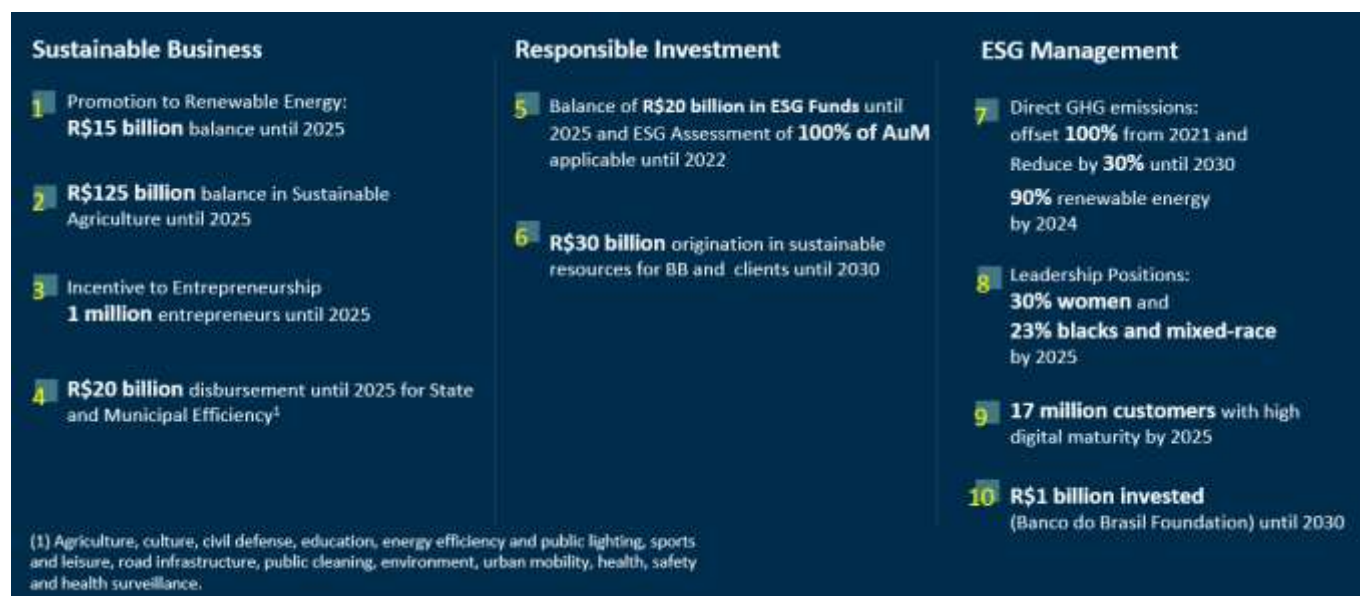 Sustainable Business
1 Promotion to Renewable Energy:
R$15 billion balance until 2025
2 R$125 billion balance in Sustainable
Agriculture until 2025
3 Incentive to Entrepreneurship
1 million entrepreneurs until 2025
4 R$20 billion disbursement until 2025 for State
and Municipal Efficiency¹
Responsible Investment
5 Balance of R$20 billion in ESG Funds until
2025 and ESG Assessment of 100% of AuM
applicable until 2022
6 R$30 billion origination in sustainable
resources for BB and clients until 2030
ESG Management
7 Direct GHG emissions:
offset 100% from 2021 and
Reduce by 30% until 2030
90% renewable energy
by 2024
8 Leadership Positions:
30% women and
23% blacks and mixed-race
by 2025
9 17 million customers with high
digital maturity by 2025
10 R$1 billion invested
(Banco do Brasil Foundation) until 2030
(1) Agriculture, culture, civil defense, education, energy efficiency and public lighting, sports
and leisure, road infrastructure, public cleaning, environment, urban mobility, health, safety
and health surveillance.